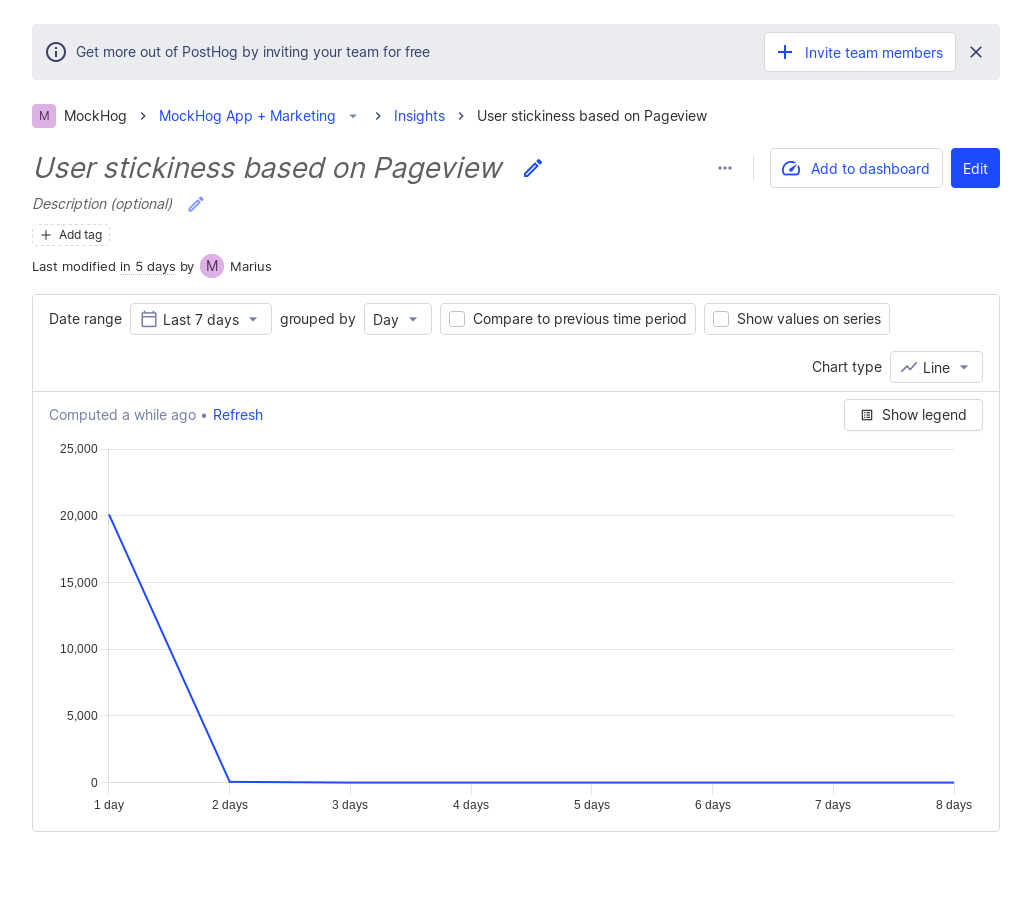 Get more out of PostHog by inviting your team for free
Invite team members
M MockHog > MockHog App + Marketing > Insights > User stickiness based on Pageview
User stickiness based on Pageview
Add to dashboard
Edit
Description (optional)
Add tag
Last modified in 5 days by M Marius
Date range Last 7 days grouped by Day Compare to previous time period Show values on series
Chart type Line
Computed a while ago • Refresh
Show legend
25,000
20,000
15,000
10,000
5,000
0
1 day 2 days 3 days 4 days 5 days 6 days 7 days 8 days